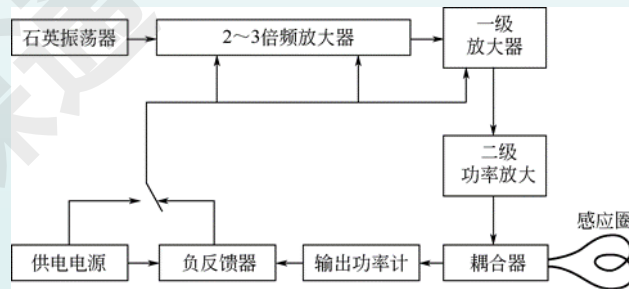 石英振荡器
2～3倍频放大器
一级
放大器
二级
功率放大
感应圈
供电电源
负反馈器
输出功率计
耦合器